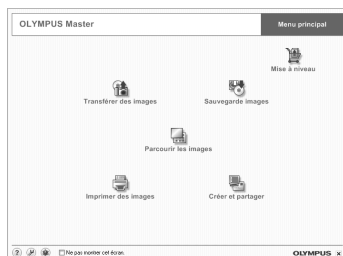 OLYMPUS Master
Menu principal
Mise à niveau
Transférer des images
Sauvegarde images
Parcourir les images
Imprimer des images
Créer et partager
Ne pas montrer cet écran.
OLYMPUS